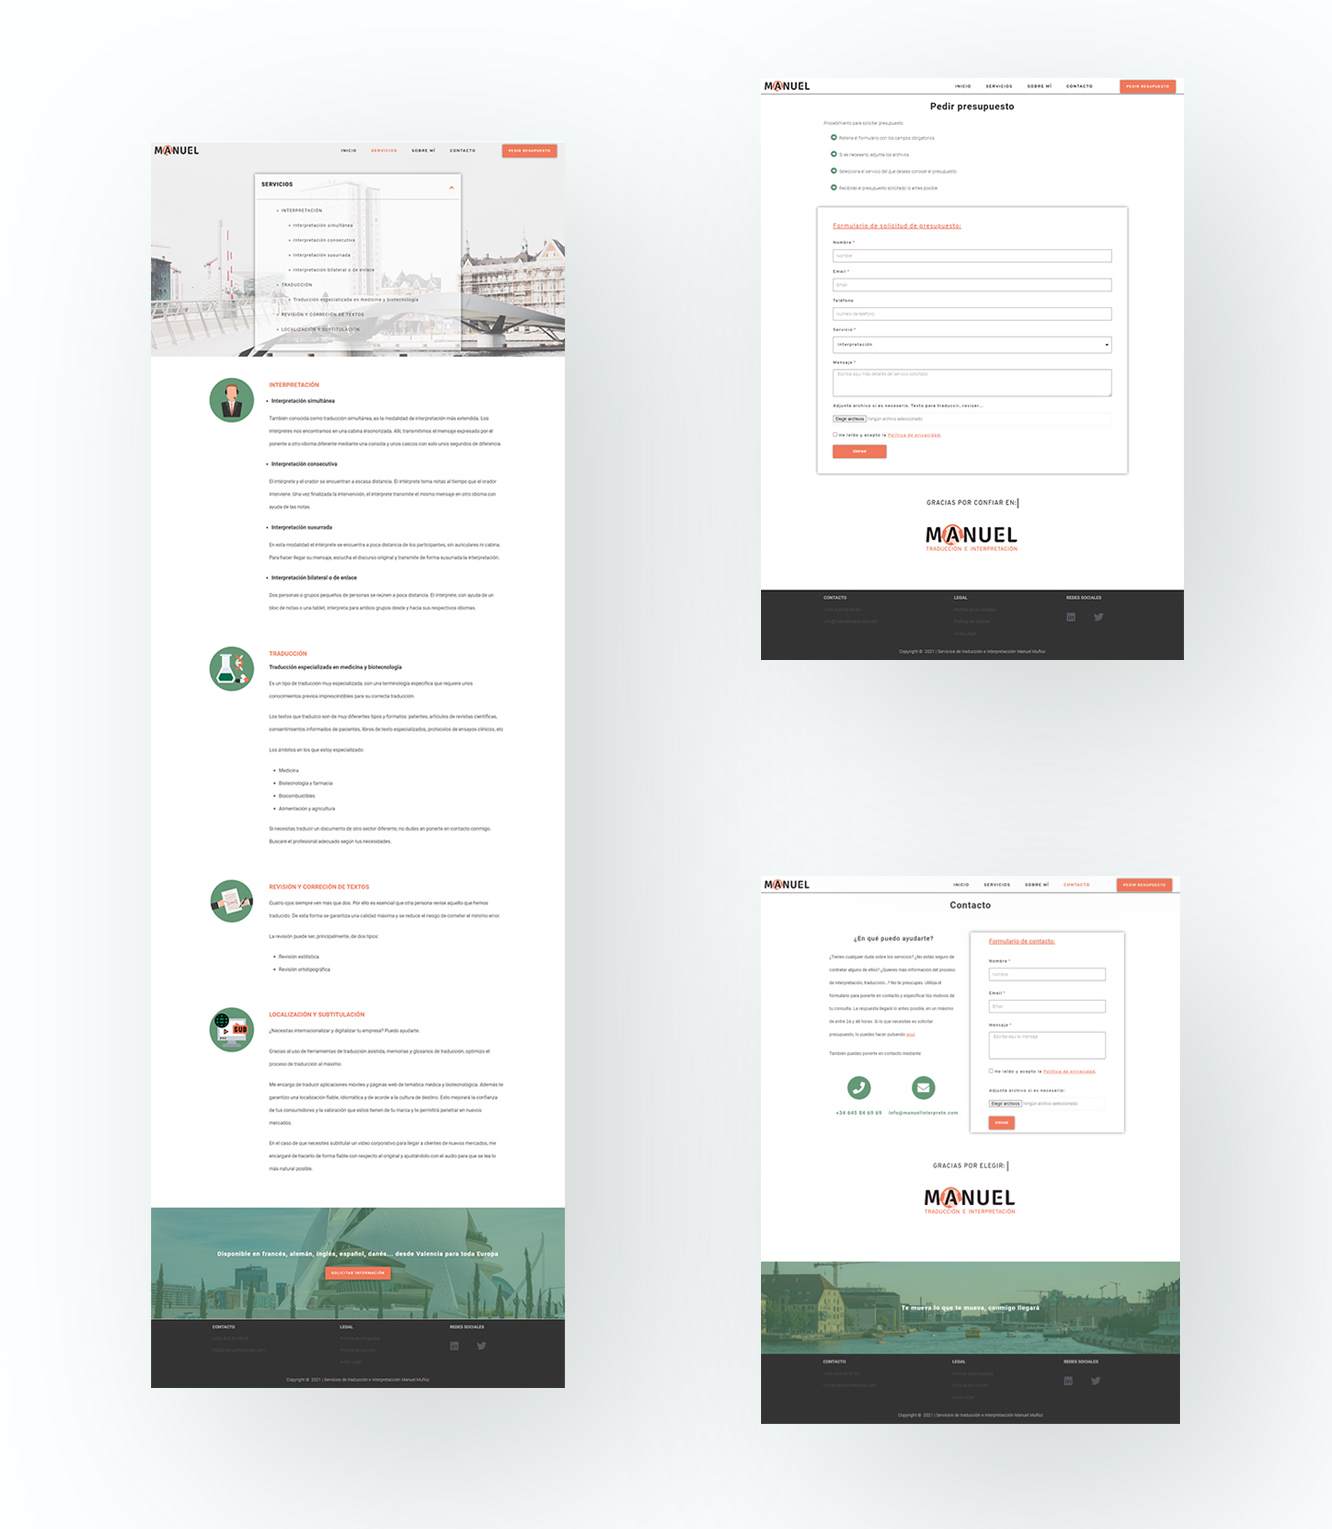 MANUEL
INICIO SERVICIOS SOBRE MÍ CONTACTO PEDIR RESUPUESTO
SERVICIOS
INTERPRETACIÓN
Interpretación simultánea
Interpretación consecutiva
Interpretación susurrada
Interpretación bilateral o de enlace
TRADUCCIÓN
Traducción especializada en medicina y biotecnología
REVISIÓN Y CORRECIÓN DE TEXTOS
LOCALIZACIÓN Y SUBTITULACIÓN
INTERPRETACIÓN
Interpretación simultánea
También conocida como traducción simultánea, es la modalidad de interpretación más extendida. Los
intérpretes nos encontramos en una cabina insonorizada. Allí, transmitimos el mensaje expresado por el
ponente a otro idioma diferente mediante una consola y unos cascos con solo unos segundos de diferencia.
Interpretación consecutiva
El intérprete y el orador se encuentran a escasa distancia. El intérprete toma notas al tiempo que el orador
interviene. Una vez finalizada la intervención, el intérprete transmite el mismo mensaje en otro idioma con
ayuda de las notas.
Interpretación susurrada
En esta modalidad el intérprete se encuentra a poca distancia de los participantes, sin auriculares ni cabina.
Para hacer llegar su mensaje, escucha el discurso original y transmite de forma susurrada la interpretación.
Interpretación bilateral o de enlace
Dos personas o grupos pequeños de personas se reúnen a poca distancia. El intérprete, con ayuda de un
bloc de notas o una tablet, interpreta para ambos grupos desde y hacia sus respectivos idiomas.
TRADUCCIÓN
Traducción especializada en medicina y biotecnología
Es un tipo de traducción muy especializada, con una terminología específica que requiere unos
conocimientos previos imprescindibles para su correcta traducción.
Los textos que traduzco son de muy diferentes tipos y formatos: patentes, artículos de revistas científicas,
consentimientos informados de pacientes, libros de texto especializados, protocolos de ensayos clínicos, etc
Los ámbitos en los que estoy especializado:
Medicina
Biotecnología y farmacia
Biocombustibles
Alimentación y agricultura
Si necesitas traducir un documento de otro sector diferente, no dudes en ponerte en contacto conmigo.
Buscaré el profesional adecuado según tus necesidades.
REVISIÓN Y CORRECIÓN DE TEXTOS
Cuatro ojos siempre ven mas que dos. Por ello es esencial que otra persona revise aquello que hemos
traducido. De esta forma se garantiza una calidad máxima y se reduce el riesgo de cometer el mínimo error.
La revisión puede ser, principalmente, de dos tipos:
Revisión estilística
Revisión ortotipográfica
SUB
LOCALIZACIÓN Y SUBTITULACIÓN
¿Necesitas internacionalizar y digitalizar tu empresa? Puedo ayudarte.
Gracias al uso de herramientas de traducción asistida, memorias y glosarios de traducción, optimizo el
proceso de traducción al máximo.
Me encargo de traducir aplicaciones móviles y páginas web de temática médica y biotecnológica. Además te
garantizo una localización fiable, idiomática y de acorde a la cultura de destino. Esto mejorará la confianza
de tus consumidores y la valoración que estos tienen de tu marca y te permitirá penetrar en nuevos
mercados.
En el caso de que necesites subtitular un vídeo corporativo para llegar a clientes de nuevos mercados, me
encargaré de hacerlo de forma fiable con respecto al original y ajustándolo con el audio para que se lea lo
más natural posible.
Disponible en francés, alemán, inglés, español, danés... desde Valencia para toda Europa
SOLICITAR INFORMACIÓN
CONTACTO LEGAL REDES SOCIALES
Aviso Legal
Copyright © 2021 | Servicios de traducción e interpretación Manuel Muñoz
MANUEL
INICIO SERVICIOS SOBRE MÍ CONTACTO PEDIR RESUPUESTO
Pedir presupuesto
Procedimiento para solicitar presupuesto:
Rellena el formulario con los campos obligatorios.
Si es necesario, adjunta los archivos.
Selecciona el servicio del que deseas conocer el presupuesto.
Recibirás el presupuesto solicitado lo antes posible.
Formulario de solicitud de presupuesto:
Nombre *
Nombre
Email *
Email
Teléfono
Número de teléfono
Servicio *
Interpretación
Mensaje *
Escribe aquí más detalles del servicio solicitado
Adjunte archivo si es necesario. Texto para traducir, revisar...
Elegir archivos Ningún archivo seleccionado
He leído y acepto la Política de privacidad.
ENVIAR
GRACIAS POR CONFIAR EN:
MANUEL
TRADUCCIÓN E INTERPRETACIÓN
CONTACTO LEGAL REDES SOCIALES
Política de privacidad
info@manuelinterprete.com Política de cookies
Aviso Legal
Copyright © 2021 | Servicios de traducción e interpretación Manuel Muñoz
MANUEL
INICIO SERVICIOS SOBRE MÍ CONTACTO PEDIR RESUPUESTO
Contacto
¿En qué puedo ayudarte?
¿Tienes cualquier duda sobre los servicios? ¿No estás seguro de
contratar alguno de ellos? ¿Quieres más información del proceso
de interpretación, traducción...? No te preocupes. Utiliza el
formulario para ponerte en contacto y especificar los motivos de
tu consulta. La respuesta llegará lo antes posible, en un máximo
de entre 24 y 48 horas. Si lo que necesitas es solicitar
presupuesto, lo puedes hacer pulsando aquí.
También puedes ponerte en contacto mediante:
+34 645 84 69 69 info@manuelinterprete.com
Formulario de contacto:
Nombre *
Nombre
Email *
Email
Mensaje *
Escribe aquí el mensaje
He leído y acepto la Política de privacidad.
Adjunte archivo si es necesario:
Elegir archivos Ningún archivo seleccionado
ENVIAR
GRACIAS POR ELEGIR:
MANUEL
TRADUCCIÓN E INTERPRETACIÓN
Te mueva lo que te mueva, conmigo llegará
CONTACTO LEGAL REDES SOCIALES
Copyright © 2021 | Servicios de traducción e interpretación Manuel Muñoz